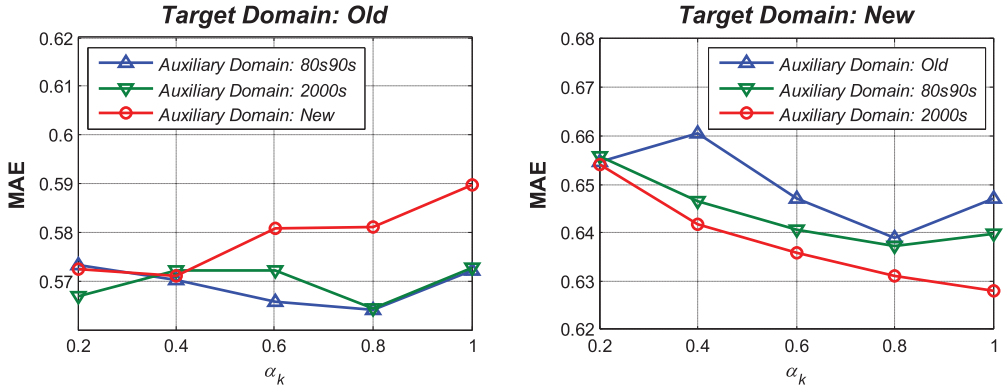 Target Domain: Old
0.62
0.61
0.6
0.59
0.58
0.57
MAE
Auxiliary Domain: 80s90s
Auxiliary Domain: 2000s
Auxiliary Domain: New
0.2 0.4 0.6 0.8 1
αk
Target Domain: New
0.68
0.67
0.66
0.65
0.64
0.63
0.62
MAE
Auxiliary Domain: Old
Auxiliary Domain: 80s90s
Auxiliary Domain: 2000s
0.2 0.4 0.6 0.8 1
αk